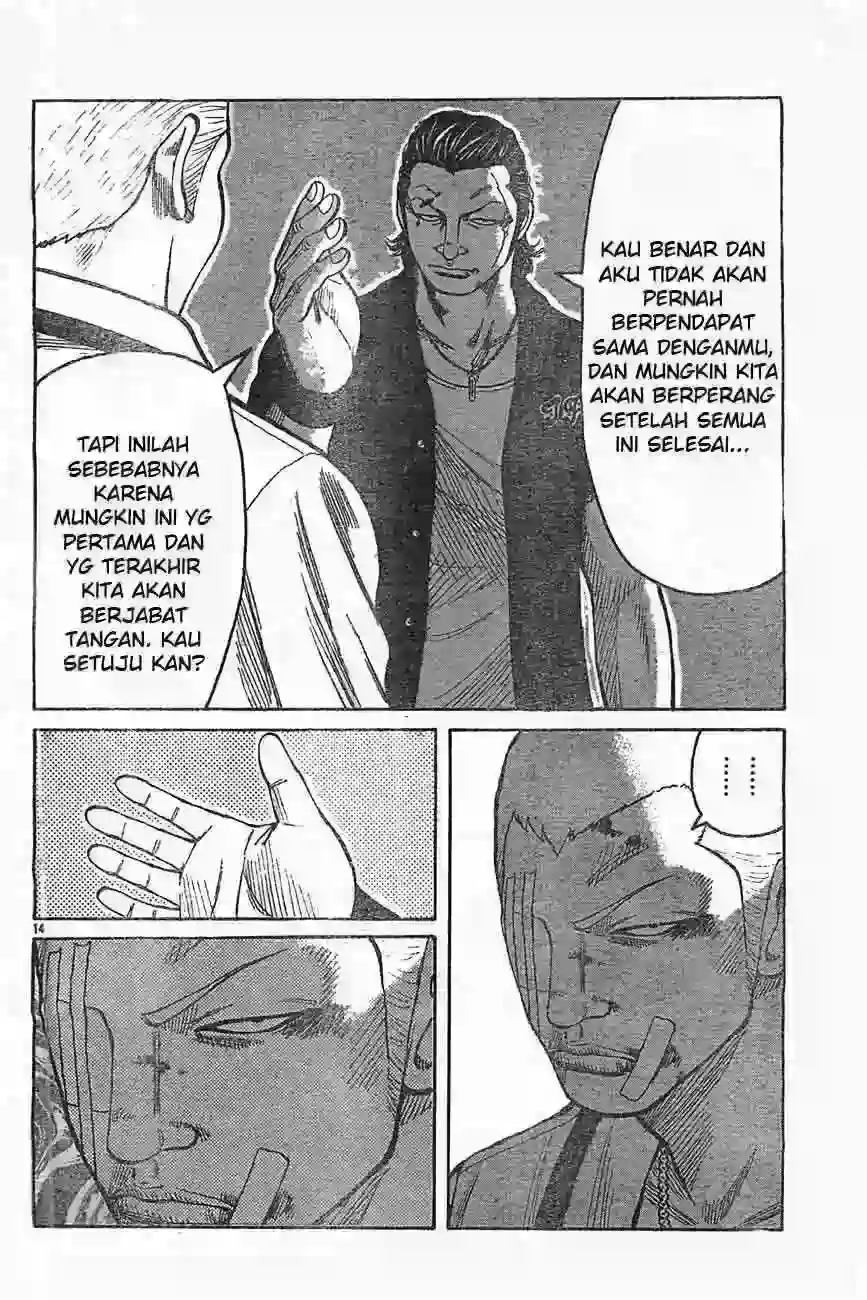 KAU BENAR DAN
AKU TIDAK AKAN
PERNAH
BERPENDAPAT
SAMA DENGANMU,
DAN MUNGKIN KITA
AKAN BERPERANG
SETELAH SEMUA
INI SELESAI...
TAPI INILAH
SEBEBABNYA
KARENA
MUNGKIN INI YG
PERTAMA DAN
YG TERAKHIR
KITA AKAN
BERJABAT
TANGAN. KAU
SETUJU KAN?
......
......
14